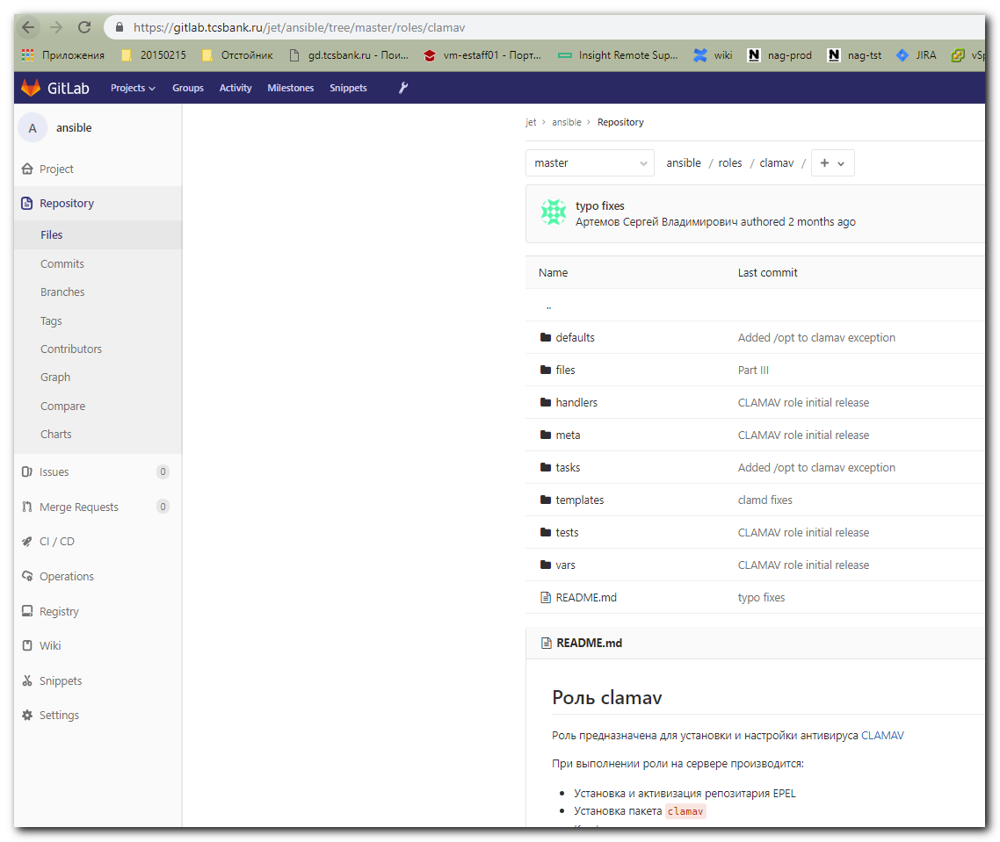 https://gitlab.tcsbank.ru/jet/ansible/tree/master/roles/clamav
Приложения 20150215 Отстойник gd.tcsbank.ru - Пои... vm-estaff01 - Порт... Insight Remote Sup... wiki nag-prod nag-tst JIRA
GitLab Projects Groups Activity Milestones Snippets
A ansible
Project
Repository
Files
Commits
Branches
Tags
Contributors
Graph
Compare
Charts
Issues 0
Merge Requests 0
CI / CD
Operations
Registry
Wiki
Snippets
Settings
jet > ansible > Repository
master ansible / roles / clamav / +
typo fixes
Артемов Сергей Владимирович authored 2 months ago
Name Last commit
..
defaults Added /opt to clamav exception
files Part III
handlers CLAMAV role initial release
meta CLAMAV role initial release
tasks Added /opt to clamav exception
templates clamd fixes
tests CLAMAV role initial release
vars CLAMAV role initial release
README.md typo fixes
README.md
Роль clamav
Роль предназначена для установки и настройки антивируса CLAMAV
При выполнении роли на сервере производится:
• Установка и активизация репозитария EPEL
• Установка пакета clamav